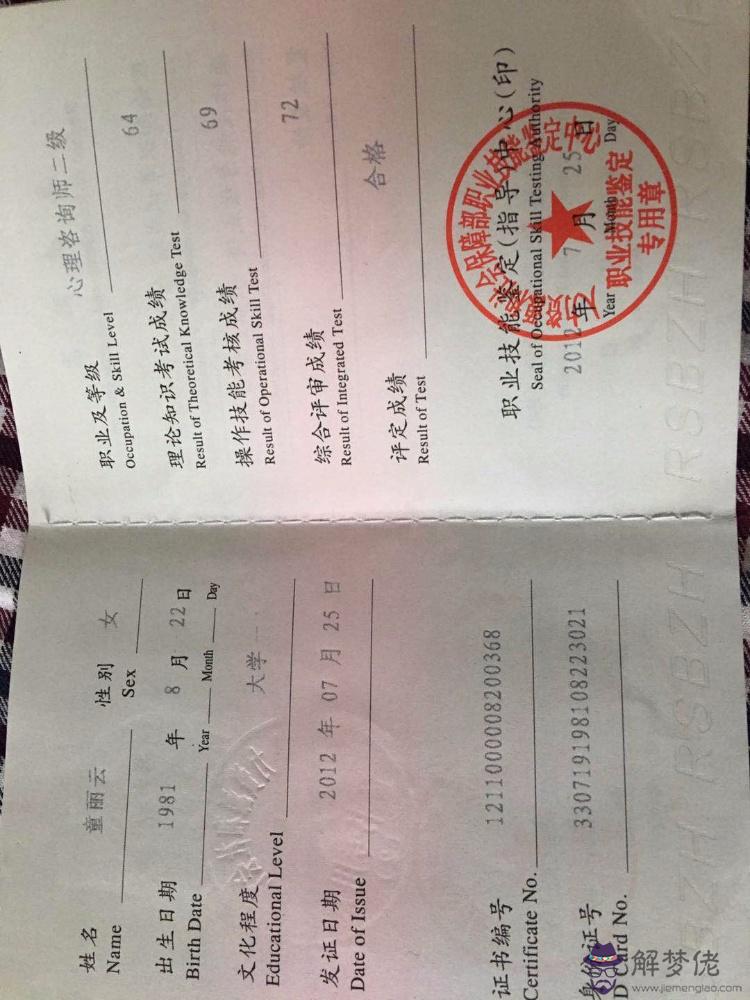 姓名 童丽云 性别 女
Name Sex
出生日期 1981 年 8 月 22 日
Birth Date Year Month Day
文化程度 大学
Educational Level
发证日期 2012 年 07 月 25 日
Date of Issue
证书编号 1211000008200368
Certificate No.
身份证号 330719198108223021
ID Card No.
职业及等级 心理咨询师二级
Occupation & Skill Level
理论知识考试成绩 64
Result of Theoretical Knowledge Test
操作技能考核成绩 69
Result of Operational Skill Test
综合评审成绩 72
Result of Integrated Test
评定成绩 合格
Result of Test
职业技能鉴定(指导)中心(印)
Seal of Occupational Skill Testing Authority
2012 年 7 月 25 日
Year Month Day
职业技能鉴定
专用章
RSBZH RSBZH
RSBZH
解梦佬
www.jiemenglao.com